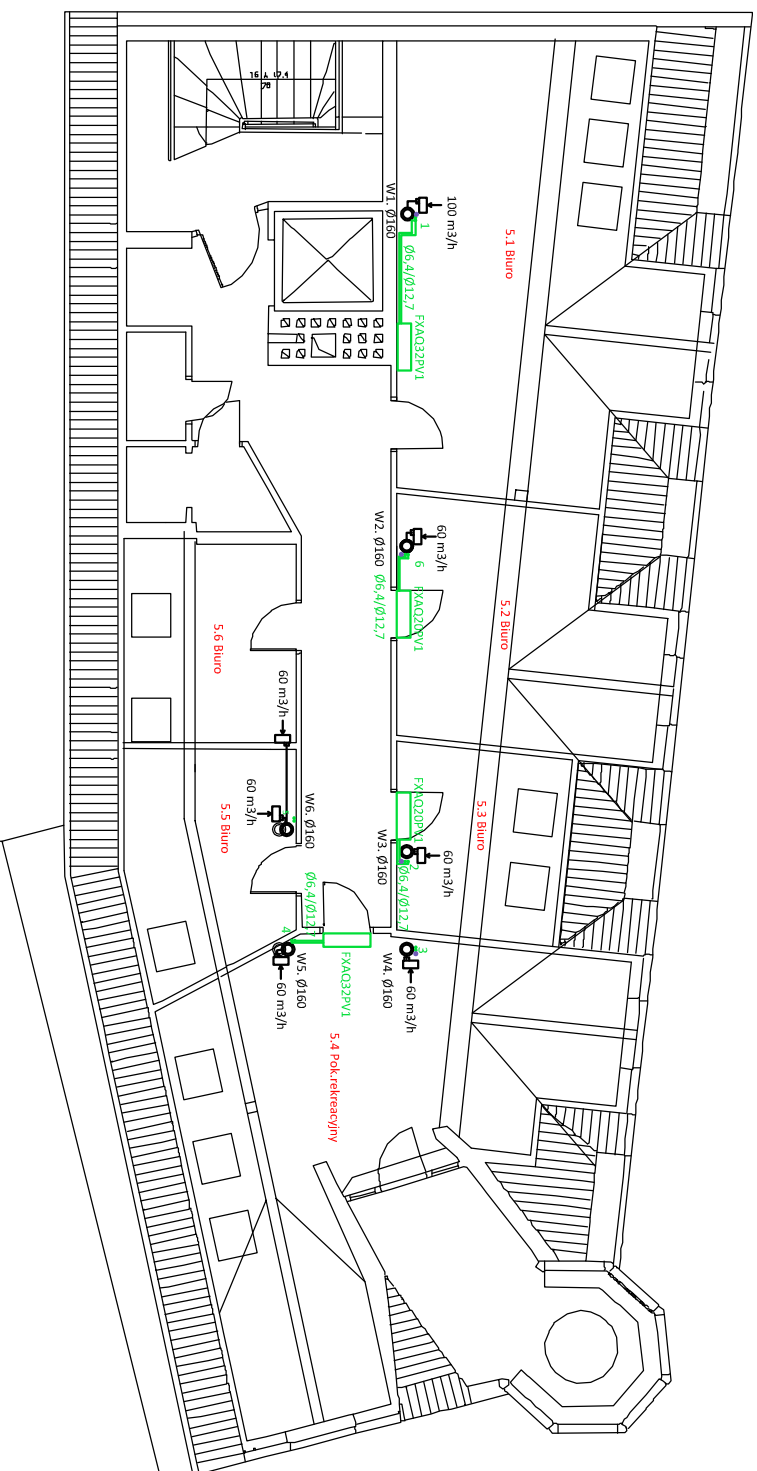 16 x 17,4
28
100 m3/h
W1. Ø160
1
Ø6,4/Ø12,7
FXAQ32PV1
5.1 Biuro
60 m3/h
W2. Ø160
6
FXAQ20PV1
Ø6,4/Ø12,7
5.2 Biuro
5.6 Biuro
60 m3/h
60 m3/h
5.5 Biuro
W6. Ø160
FXAQ20PV1
5.3 Biuro
60 m3/h
W3. Ø160
2
Ø6,4/Ø12,7
Ø6,4/Ø12,7
4
W5. Ø160
60 m3/h
FXAQ32PV1
3
W4. Ø160
60 m3/h
5.4 Pok.rekreacyjny